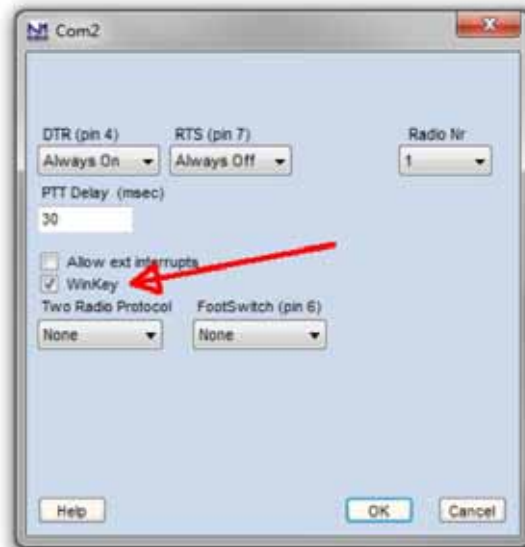 Com2
DTR (pin 4) RTS (pin 7) Radio Nr
Always On Always Off 1
PTT Delay (msec)
30
Allow ext interrupts
WinKey
Two Radio Protocol FootSwitch (pin 6)
None None
Help OK Cancel